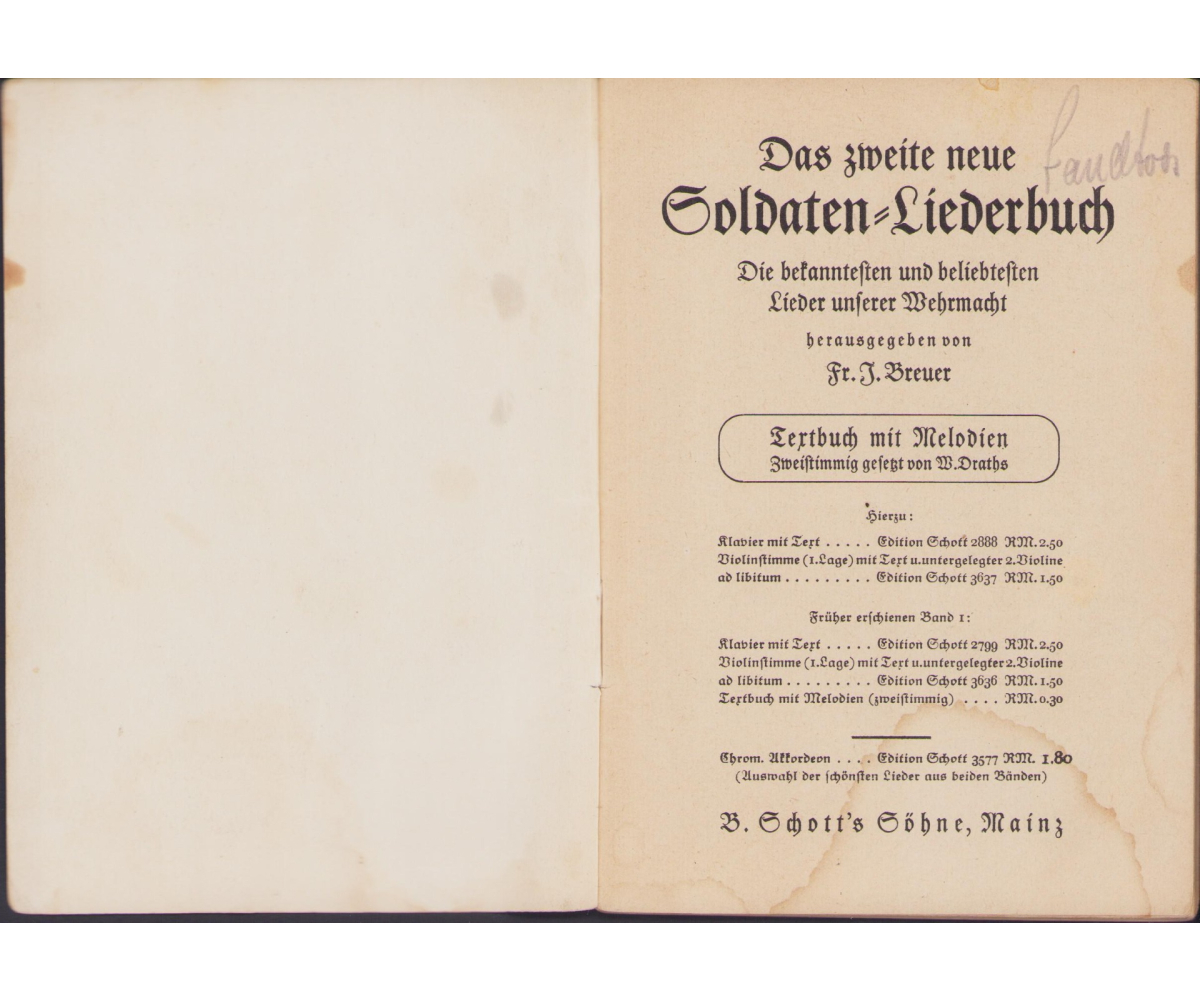 Das zweite neue
Soldaten=Liederbuch
Die bekanntesten und beliebtesten
Lieder unserer Wehrmacht
herausgegeben von
Fr. J. Breuer
Textbuch mit Melodien
Zweistimmig gesetzt von W. Draths
Hierzu:
Klavier mit Text . . . . . Edition Schott 2888 RM. 2.50
Violinstimme (1. Lage) mit Text u. untergelegter 2. Violine
ad libitum . . . . . . . . . Edition Schott 3637 RM. 1.50
Früher erschienen Band 1:
Klavier mit Text . . . . . Edition Schott 2799 RM. 2.50
Violinstimme (1. Lage) mit Text u. untergelegter 2. Violine
ad libitum . . . . . . . . . Edition Schott 3636 RM. 1.50
Textbuch mit Melodien (zweistimmig) . . . . RM. 0.30
Chrom. Akkordeon . . . . Edition Schott 3577 RM. 1.80
(Auswahl der schönsten Lieder aus beiden Bänden)
B. Schott's Söhne, Mainz